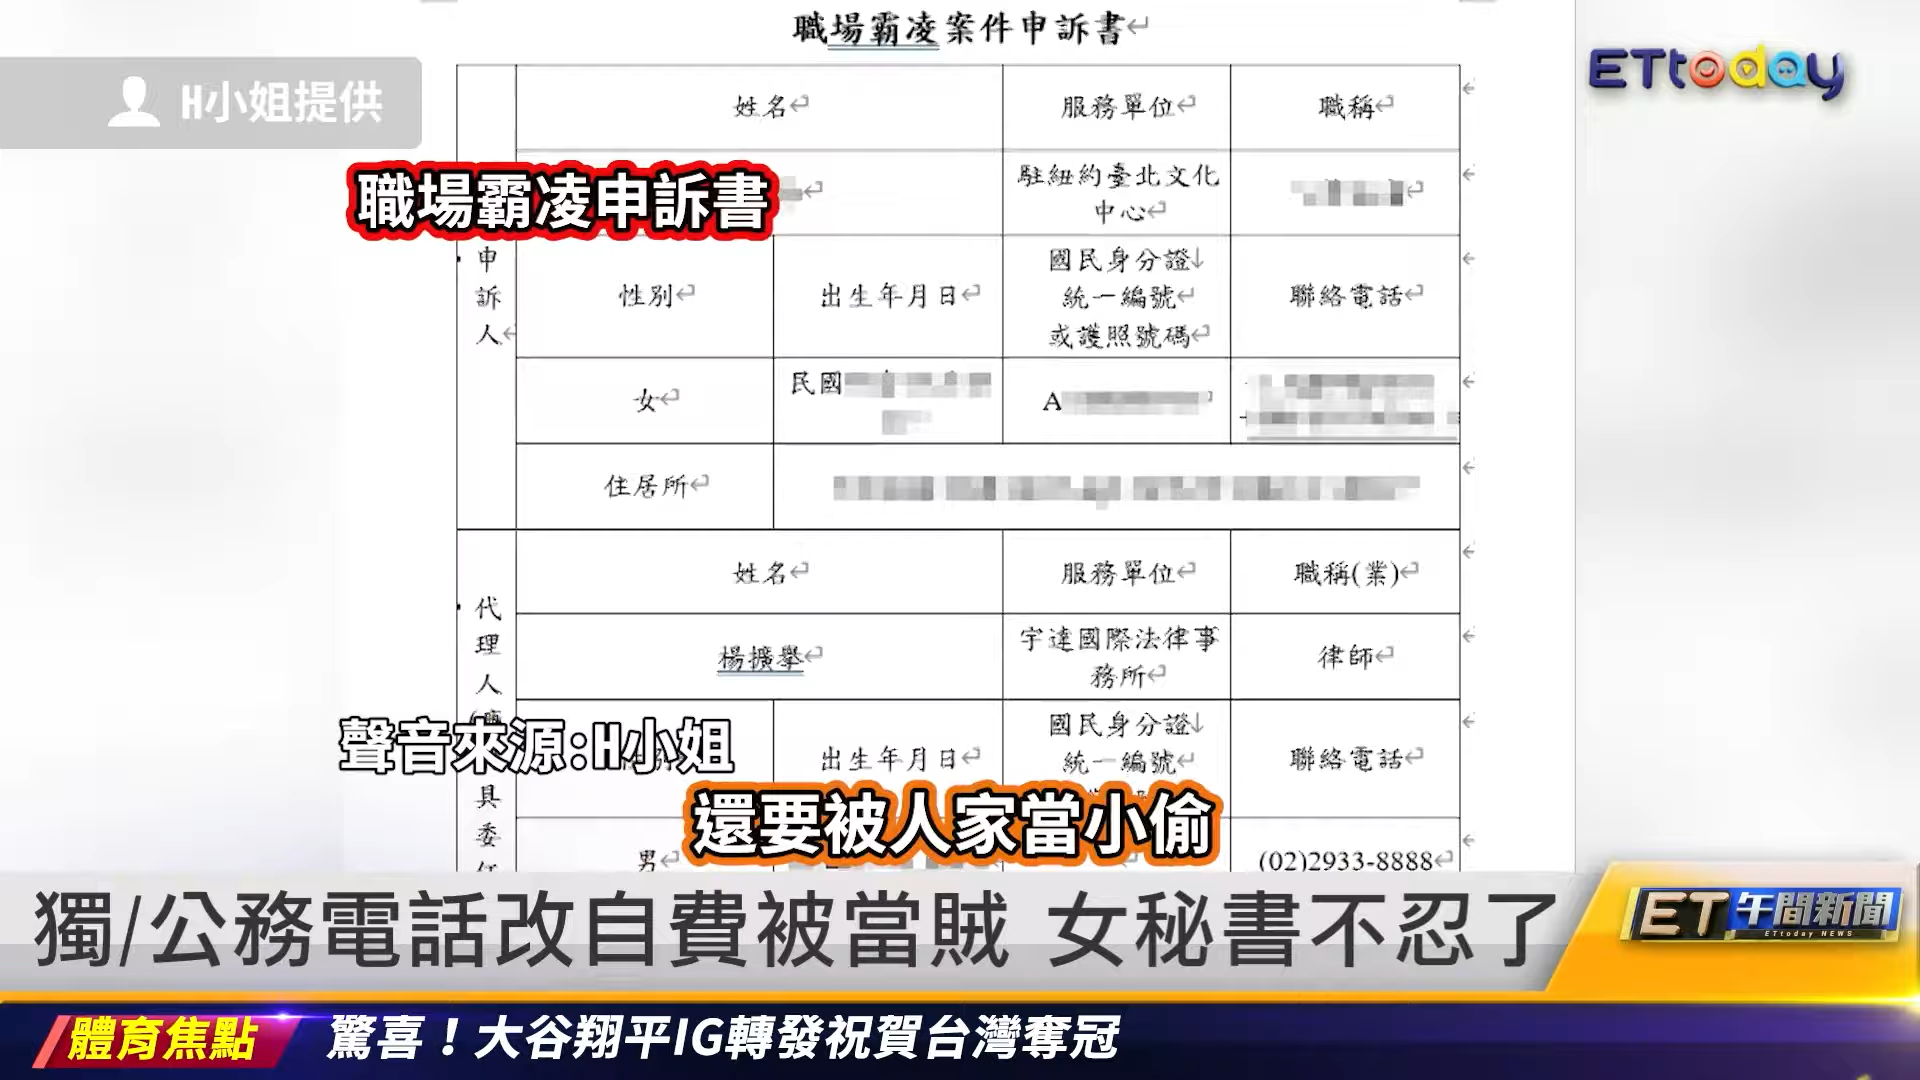 職場霸凌案件申訴書
ETtoday
H小姐提供
姓名
服務單位
職稱
職場霸凌申訴書
駐紐約臺北文化
中心
申
訴
人
性別
出生年月日
國民身分證
統一編號
或護照號碼
聯絡電話
女
民國
A
住居所
姓名
服務單位
職稱(業)
代
理
人
楊擴舉
宇達國際法律事
務所
律師
聲音來源:H小姐
出生年月日
國民身分證
統一編號
聯絡電話
具
委
還要被人家當小偷
男
(02)2933-8888
獨/公務電話改自費被當賊 女秘書不忍了
ET午間新聞
ETtoday NEWS
體育焦點
驚喜!大谷翔平IG轉發祝賀台灣奪冠